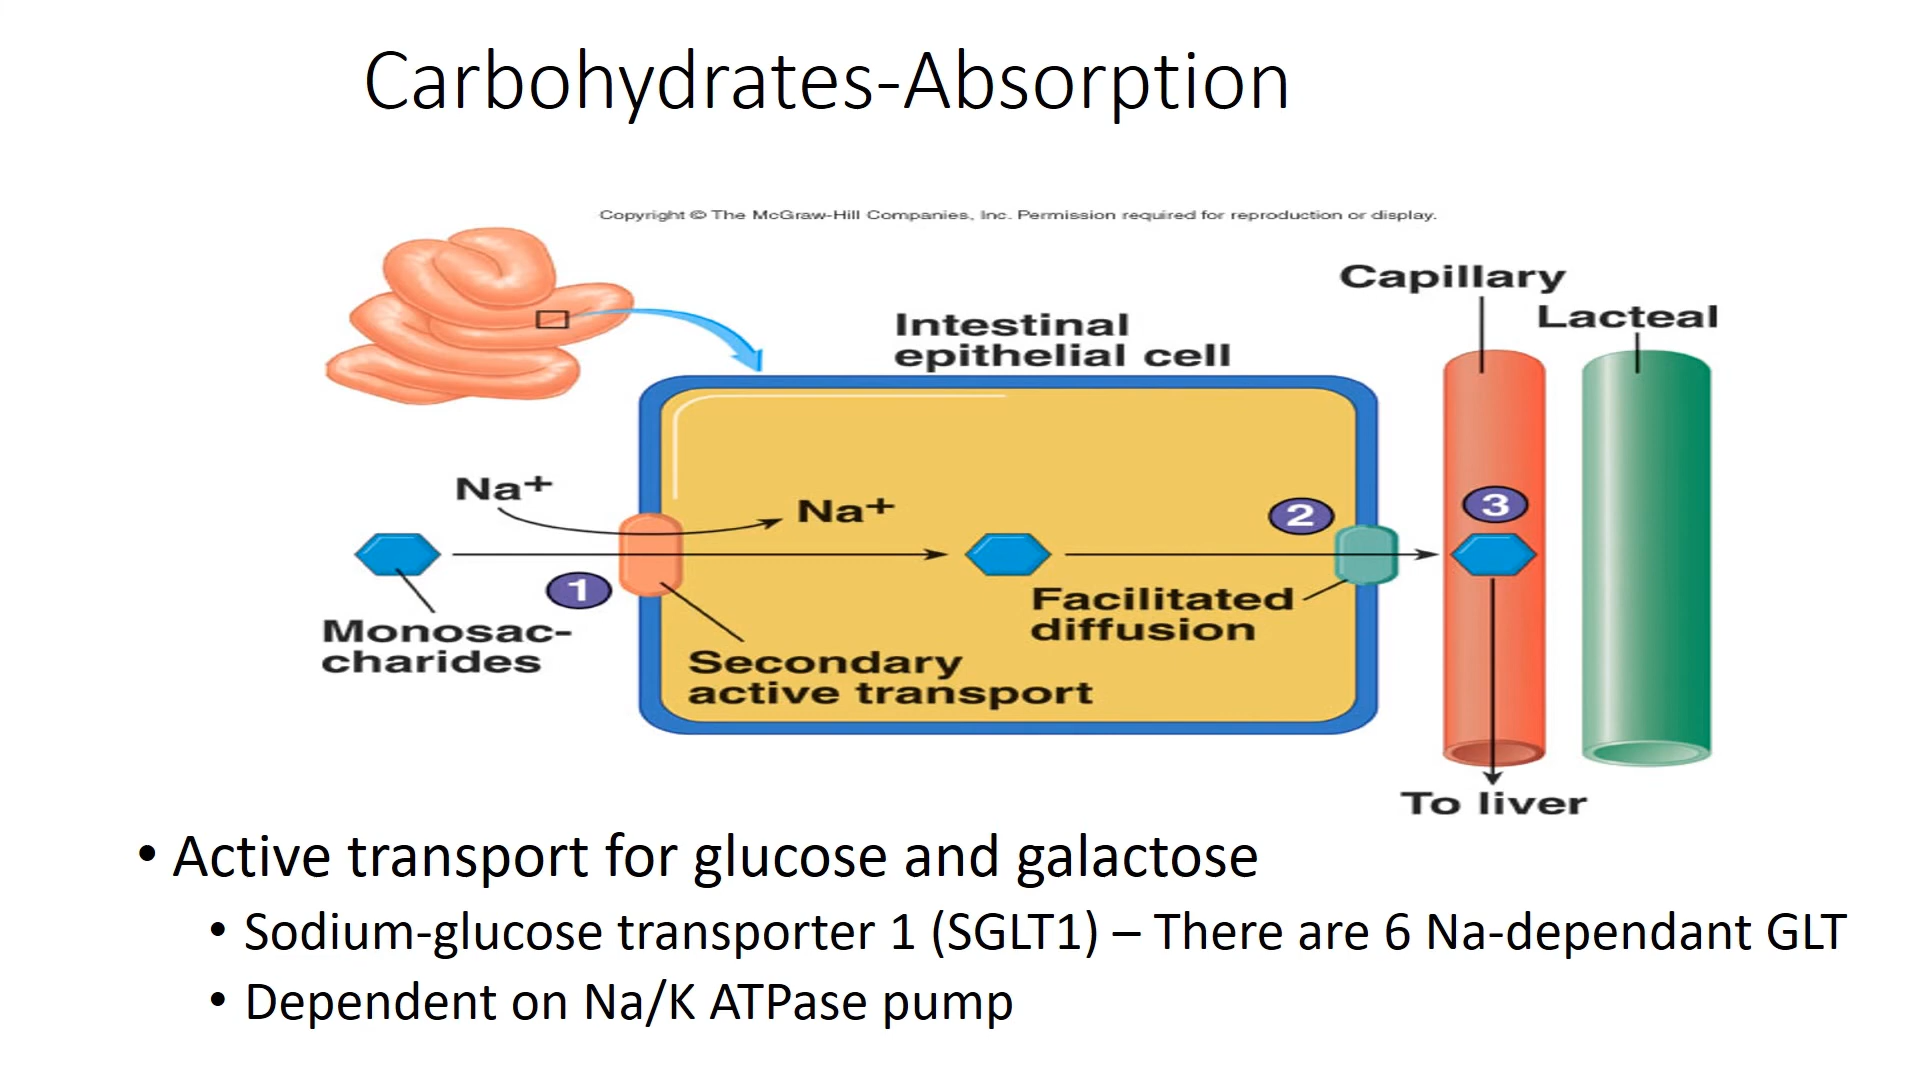 Carbohydrates-Absorption
Copyright © The McGraw-Hill Companies, Inc. Permission required for reproduction or display.
Capillary
Lacteal
Intestinal
epithelial cell
Na+
Na+
1
2
3
Monosac-
charides
Secondary
active transport
Facilitated
diffusion
To liver
• Active transport for glucose and galactose
• Sodium-glucose transporter 1 (SGLT1) – There are 6 Na-dependant GLT
• Dependent on Na/K ATPase pump